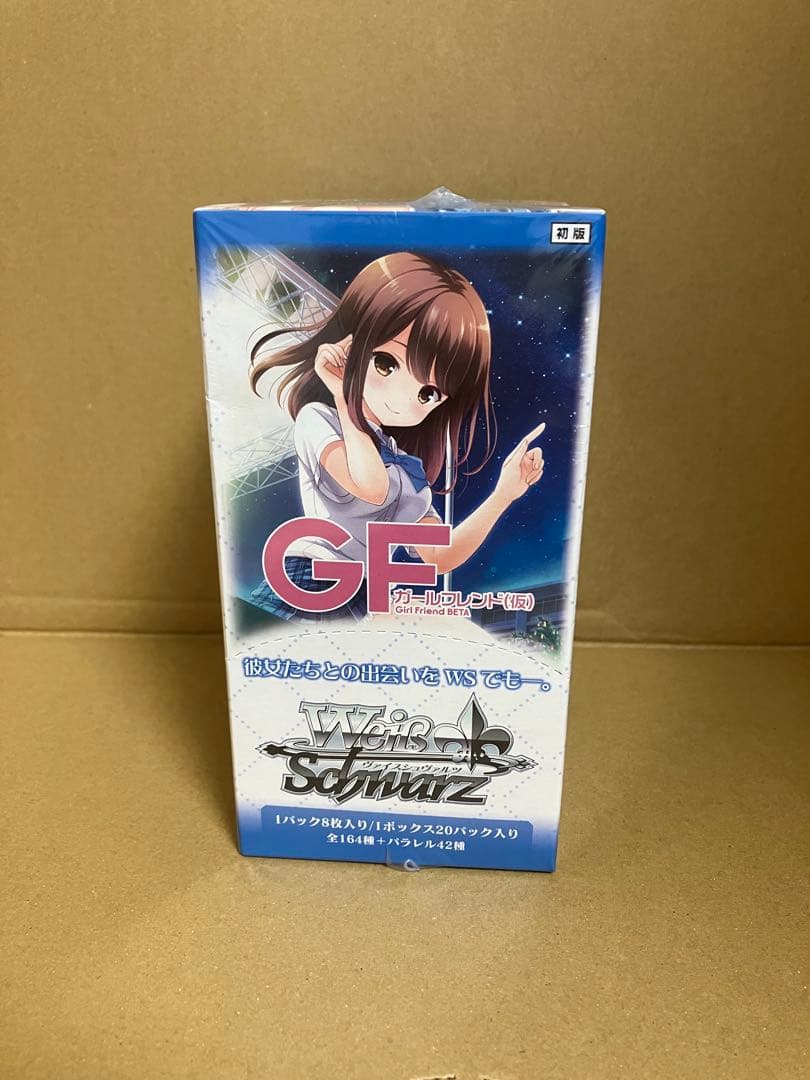 初版
GF
ガールフレンド(仮)
Girl Friend BETA
彼女たちとの出会いをWSでも―。
Weiß
ヴァイスシュヴァルツ
Schwarz
1パック8枚入り/1ボックス20パック入り
全164種+パラレル42種